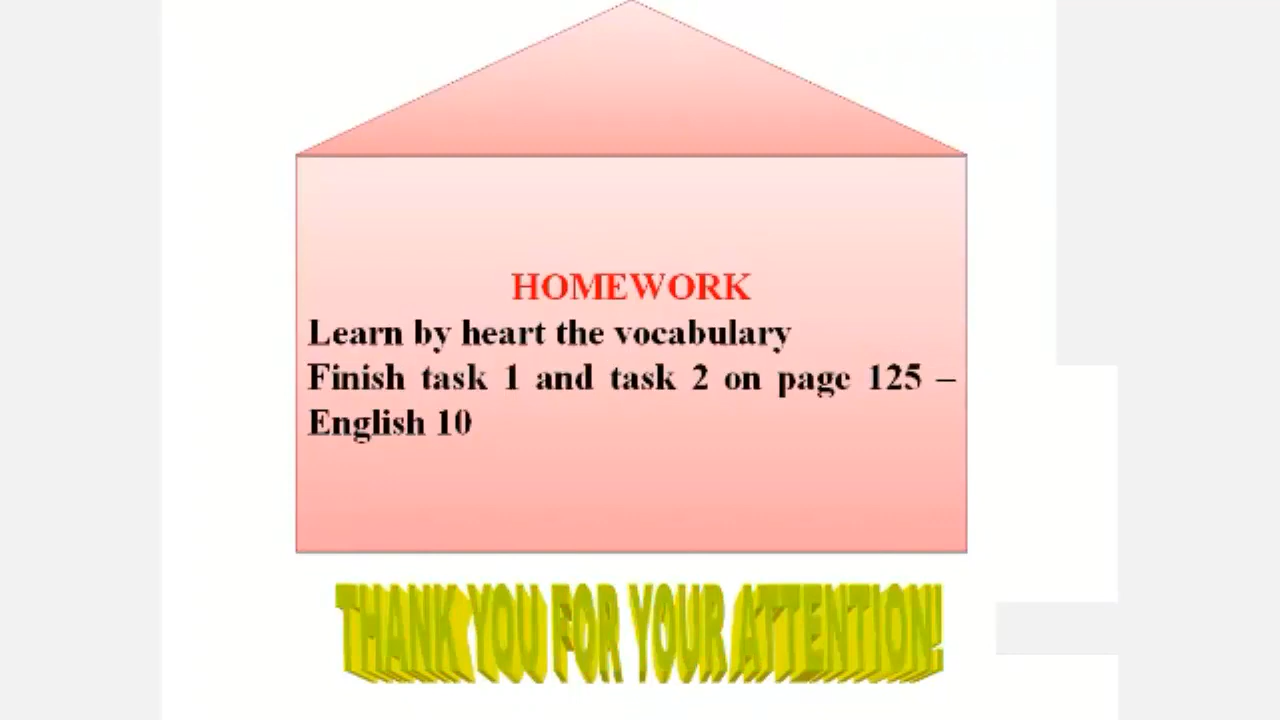 HOMEWORK
Learn by heart the vocabulary
Finish task 1 and task 2 on page 125 –
English 10
THANK YOU FOR YOUR ATTENTION!